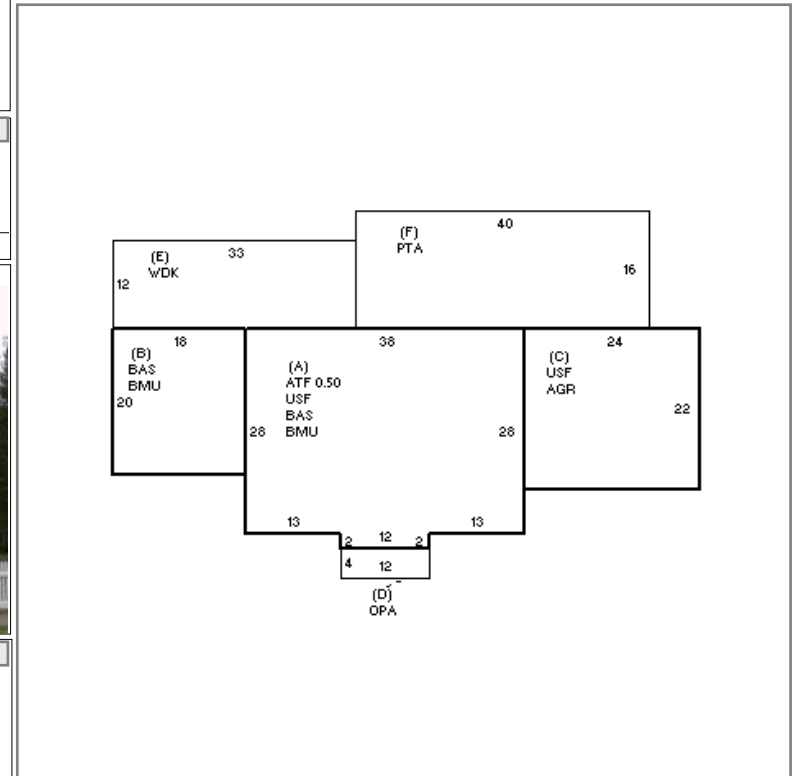 40
(F)
PTA
33
(E)
WDK
16
12
18
38
24
(B)
BAS
BMU
20
(A)
ATF 0.50
USF
BAS
BMU
(C)
USF
AGR
22
28
28
13
13
2
12
2
4
12
(D)
OPA